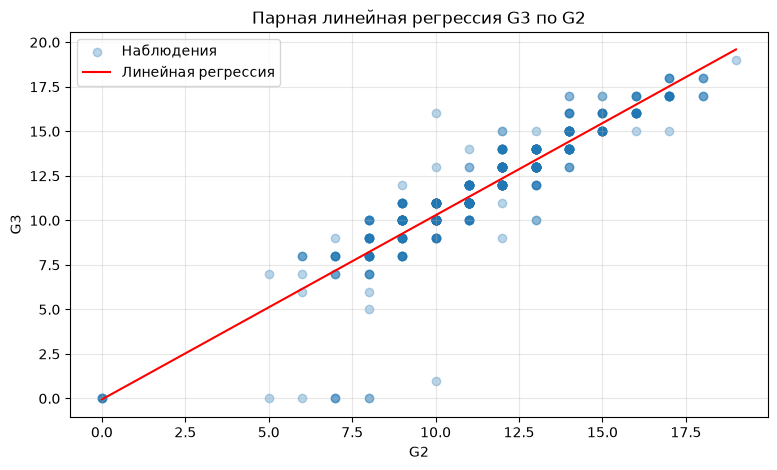 Парная линейная регрессия G3 по G2
Наблюдения
Линейная регрессия
20.0
17.5
15.0
12.5
10.0
7.5
5.0
2.5
0.0
G3
0.0 2.5 5.0 7.5 10.0 12.5 15.0 17.5
G2